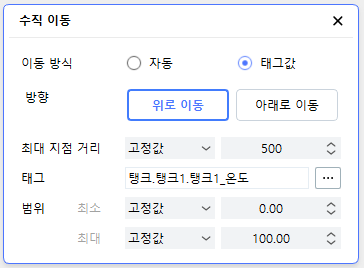 수직 이동
이동 방식 자동 태그값
방향 위로 이동 아래로 이동
최대 지점 거리 고정값 500
태그 탱크.탱크1.탱크1_온도 ...
범위 최소 고정값 0.00
최대 고정값 100.00